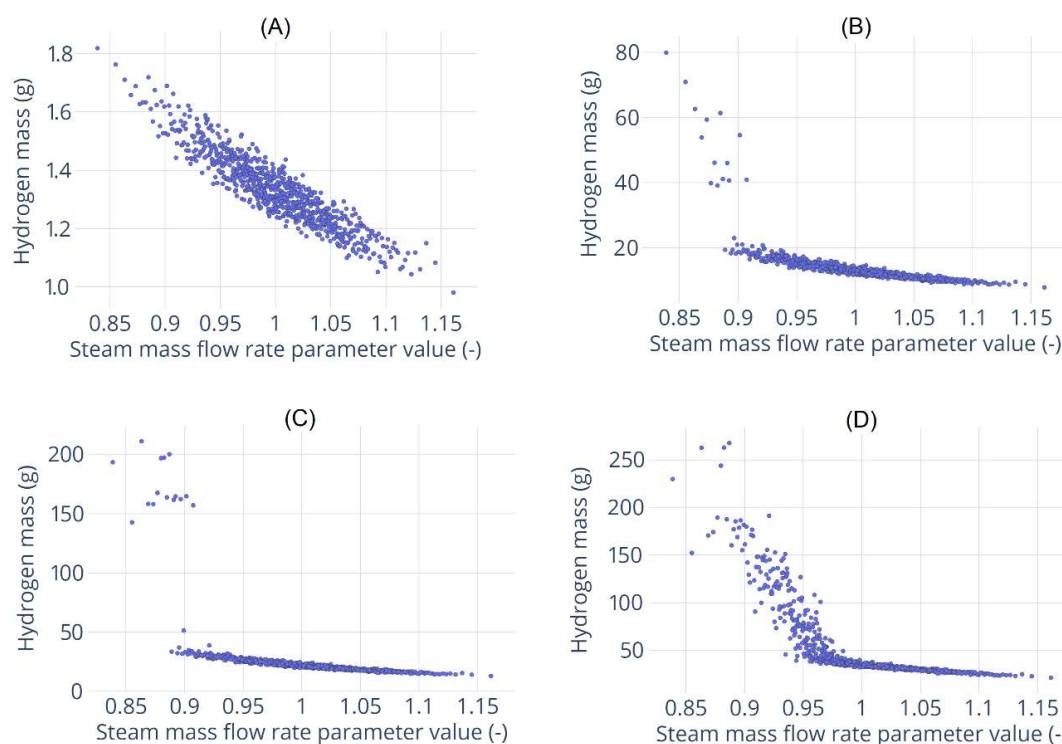 (A)
Hydrogen mass (g)
1.8
1.6
1.4
1.2
1.0
0.85 0.9 0.95 1 1.05 1.1 1.15
Steam mass flow rate parameter value (-)
(B)
Hydrogen mass (g)
80
60
40
20
0.85 0.9 0.95 1 1.05 1.1 1.15
Steam mass flow rate parameter value (-)
(C)
Hydrogen mass (g)
200
150
100
50
0
0.85 0.9 0.95 1 1.05 1.1 1.15
Steam mass flow rate parameter value (-)
(D)
Hydrogen mass (g)
250
200
150
100
50
0.85 0.9 0.95 1 1.05 1.1 1.15
Steam mass flow rate parameter value (-